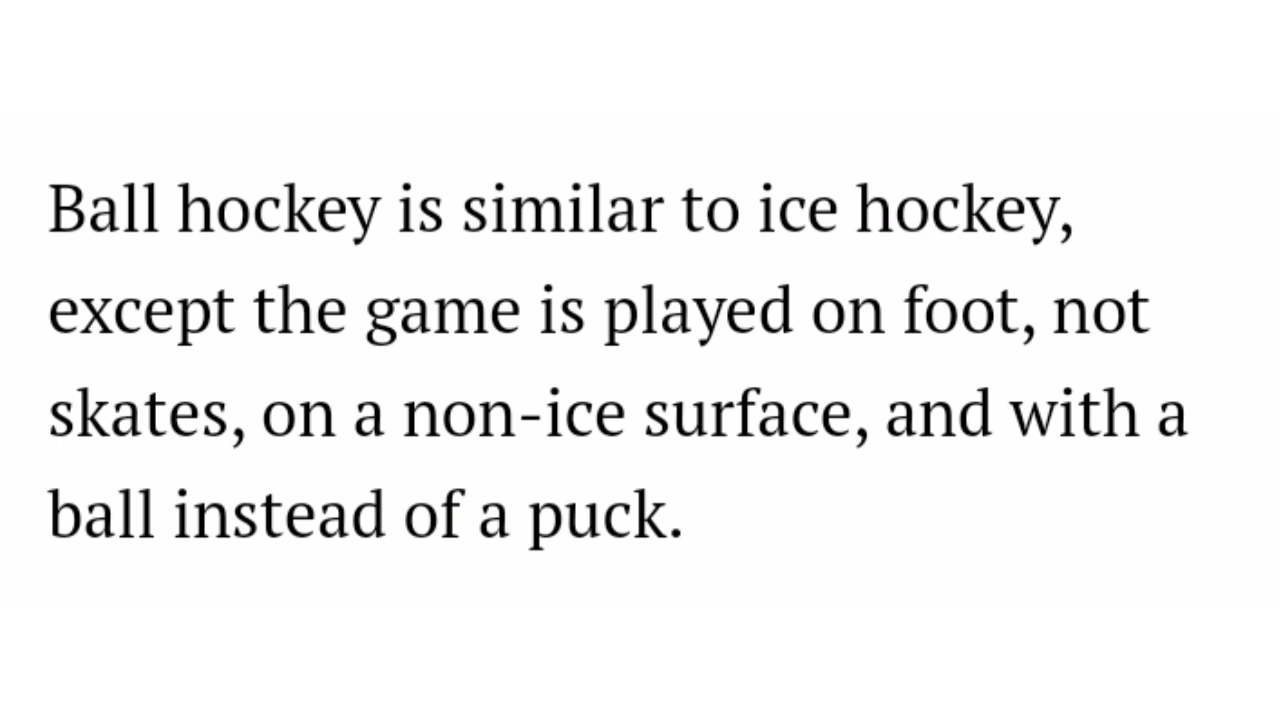 Ball hockey is similar to ice hockey,
except the game is played on foot, not
skates, on a non-ice surface, and with a
ball instead of a puck.